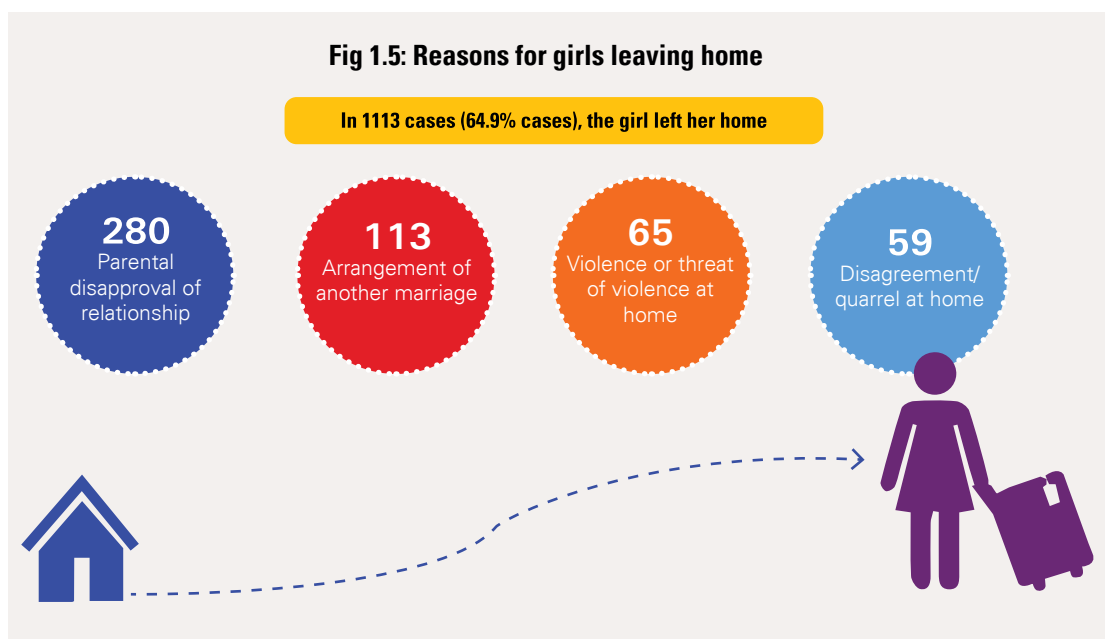 Fig 1.5: Reasons for girls leaving home
In 1113 cases (64.9% cases), the girl left her home
280
Parental
disapproval of
relationship
113
Arrangement of
another marriage
65
Violence or threat
of violence at
home
59
Disagreement/
quarrel at home